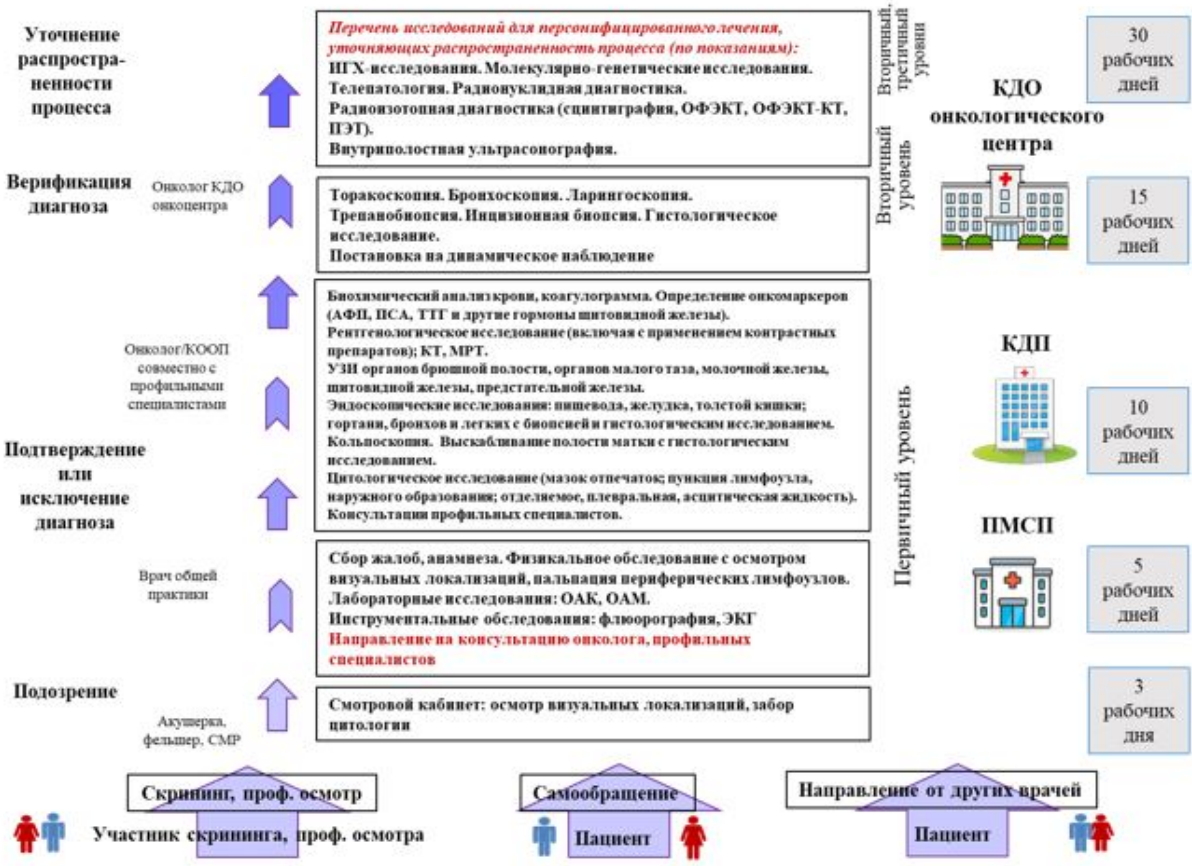 Уточнение
распростра-
ненности
процесса
Перечень исследований для персонифицированного лечения,
уточняющих распространенность процесса (по показаниям):
ИГХ-исследования. Молекулярно-генетические исследования.
Телепатология. Радионуклидная диагностика.
Радиоизотопная диагностика (сцинтиграфия, ОФЭКТ, ОФЭКТ-КТ,
ПЭТ).
Внутриполостная ультрасонография.
Вторичный,
третичный
уровни
КДО
онкологического
центра
30
рабочих
дней
Верификация
диагноза
Онколог КДО
онкоцентра
Торакоскопия. Бронхоскопия. Ларингоскопия.
Трепанобиопсия. Инцизионная биопсия. Гистологическое
исследование.
Постановка на динамическое наблюдение
Вторичный
уровень
15
рабочих
дней
Онколог/КООП
совместно с
профильными
специалистами
Подтверждение
или
исключение
диагноза
Биохимический анализ крови, коагулограмма. Определение онкомаркеров
(АФП, ПСА, ТТГ и другие гормоны щитовидной железы).
Рентгенологическое исследование (включая с применением контрастных
препаратов); КТ, МРТ.
УЗИ органов брюшной полости, органов малого таза, молочной железы,
щитовидной железы, предстательной железы.
Эндоскопические исследования: пищевода, желудка, толстой кишки;
гортани, бронхов и легких с биопсией и гистологическим исследованием.
Кольпоскопия. Выскабливание полости матки с гистологическим
исследованием.
Цитологическое исследование (мазок отпечаток; пункция лимфоузла,
наружного образования; отделяемое, плевральная, асцитическая жидкость).
Консультации профильных специалистов.
Первичный уровень
КДП
10
рабочих
дней
Врач общей
практики
Сбор жалоб, анамнеза. Физикальное обследование с осмотром
визуальных локализаций, пальпация периферических лимфоузлов.
Лабораторные исследования: ОАК, ОАМ.
Инструментальные обследования: флюорография, ЭКГ
Направление на консультацию онколога, профильных
специалистов
ПМСП
5
рабочих
дней
Подозрение
Акушерка,
фельшер, СМР
Смотровой кабинет: осмотр визуальных локализаций, забор
цитологии
3
рабочих
дня
Скрининг, проф. осмотр
Самообращение
Направление от других врачей
Участник скрининга, проф. осмотра
Пациент
Пациент